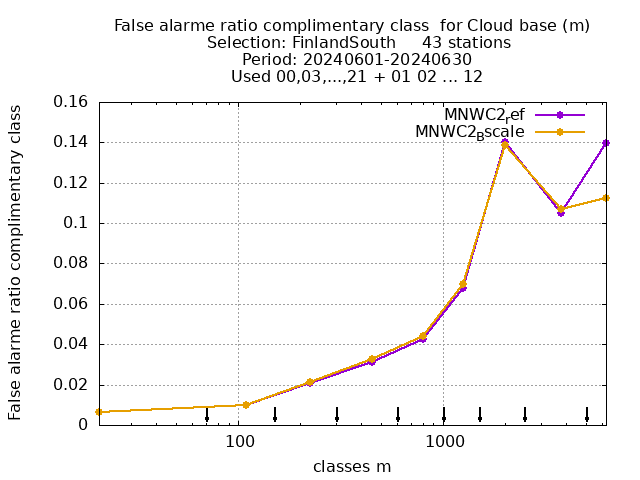 False alarme ratio complimentary class  for Cloud base (m)
Selection: FinlandSouth     43 stations
Period: 20240601-20240630
Used 00,03,...,21 + 01 02 ... 12
MNWC2ref
MNWC2Bscale
False alarme ratio complimentary class
0.16
0.14
0.12
0.1
0.08
0.06
0.04
0.02
0
100
1000
classes m